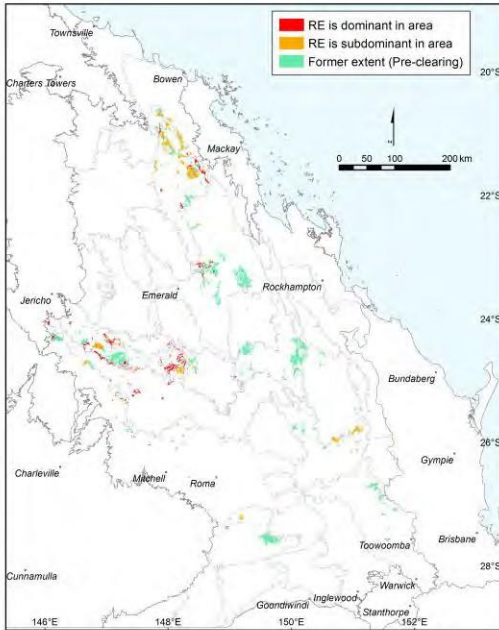 RE is dominant in area
RE is subdominant in area
Former extent (Pre-clearing)
Townsville
Charters Towers
Bowen
20°S
Mackay
z
0 50 100 200 km
22°S
Jericho
Emerald
Rockhampton
24°S
Bundaberg
26°S
Charleville
Mitchell
Roma
Gympie
Cunnamulla
Toowoomba
Brisbane
28°S
Goondiwindi
Inglewood
Warwick
Stanthorpe
146°E
148°E
150°E
152°E